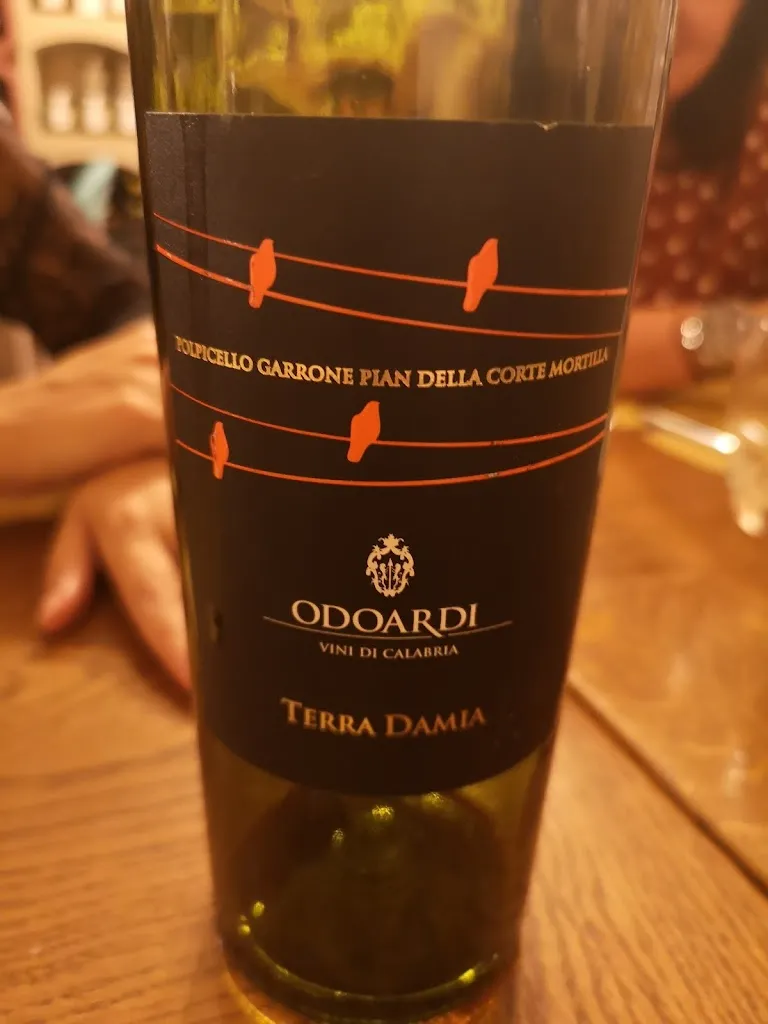 POLPICELLO GARRONE PIAN DELLA CORTE MORTILLA
ODOARDI
VINI DI CALABRIA
TERRA DAMIA